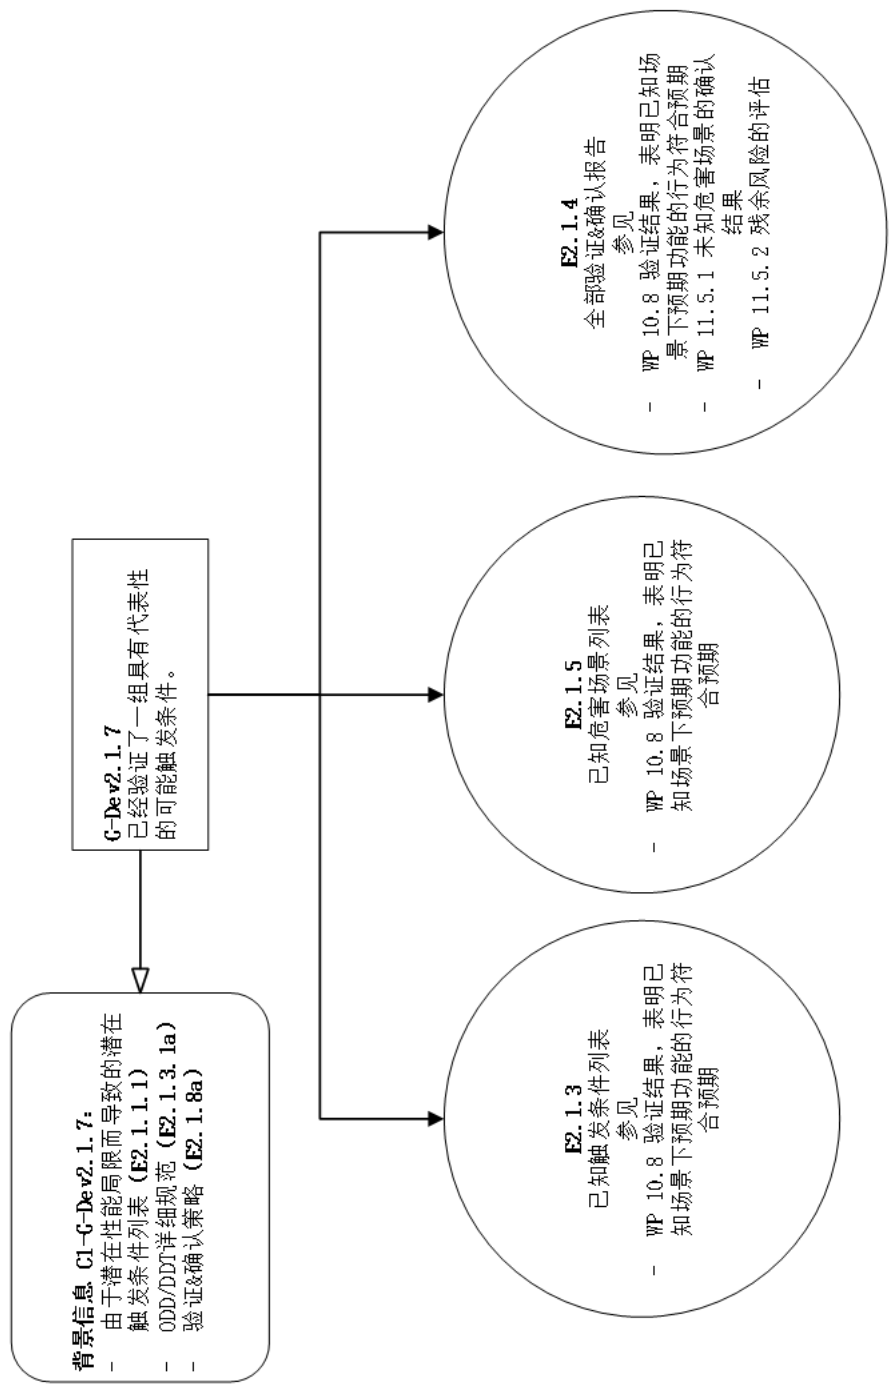 背景信息 C1-G-Dev2.1.7:
- 由于潜在性能局限而导致的潜在
触发条件列表（E2.1.1.1）
- ODD/DDT详细规范（E2.1.3.1a）
- 验证&确认策略（E2.1.8a）
G-Dev2.1.7
已经验证了一组具有代表性
的可能触发条件。
E2.1.3
已知触发条件列表
参见
- WP 10.8 验证结果，表明已
知场景下预期功能的行为符
合预期
E2.1.5
已知危害场景列表
参见
- WP 10.8 验证结果，表明已
知场景下预期功能的行为符
合预期
E2.1.4
全部验证&确认报告
参见
- WP 10.8 验证结果，表明已知场
景下预期功能的行为符合预期
- WP 11.5.1 未知危害场景的确认
结果
- WP 11.5.2 残余风险的评估